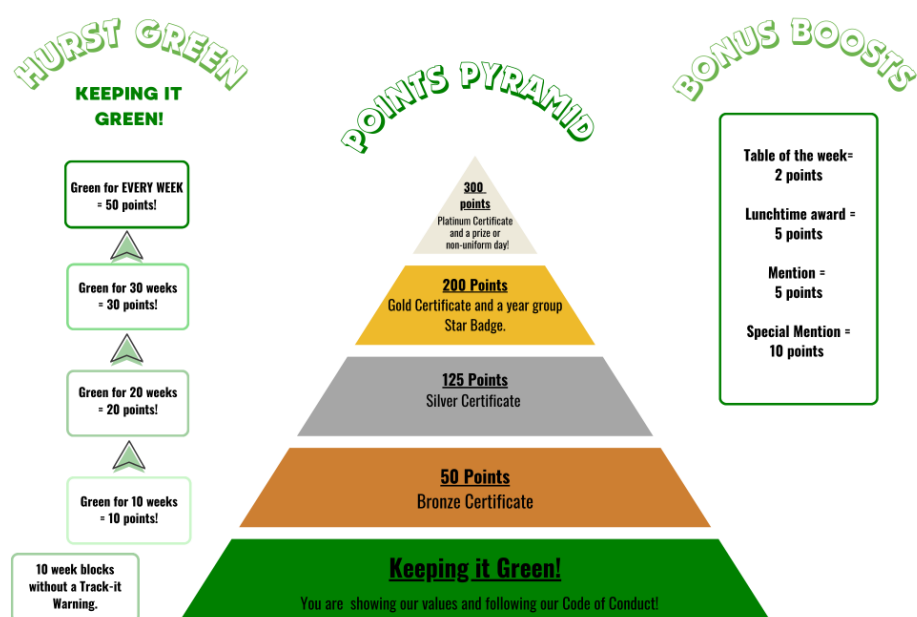 HURST GREEN
KEEPING IT
GREEN!
Green for EVERY WEEK
= 50 points!
Green for 30 weeks
= 30 points!
Green for 20 weeks
= 20 points!
Green for 10 weeks
= 10 points!
10 week blocks
without a Track-it
Warning.
POINTS PYRAMID
300
points
Platinum Certificate
and a prize or
non-uniform day!
200 Points
Gold Certificate and a year group
Star Badge.
125 Points
Silver Certificate
50 Points
Bronze Certificate
Keeping it Green!
You are showing our values and following our Code of Conduct!
BONUS BOOSTS
Table of the week=
2 points
Lunchtime award =
5 points
Mention =
5 points
Special Mention =
10 points